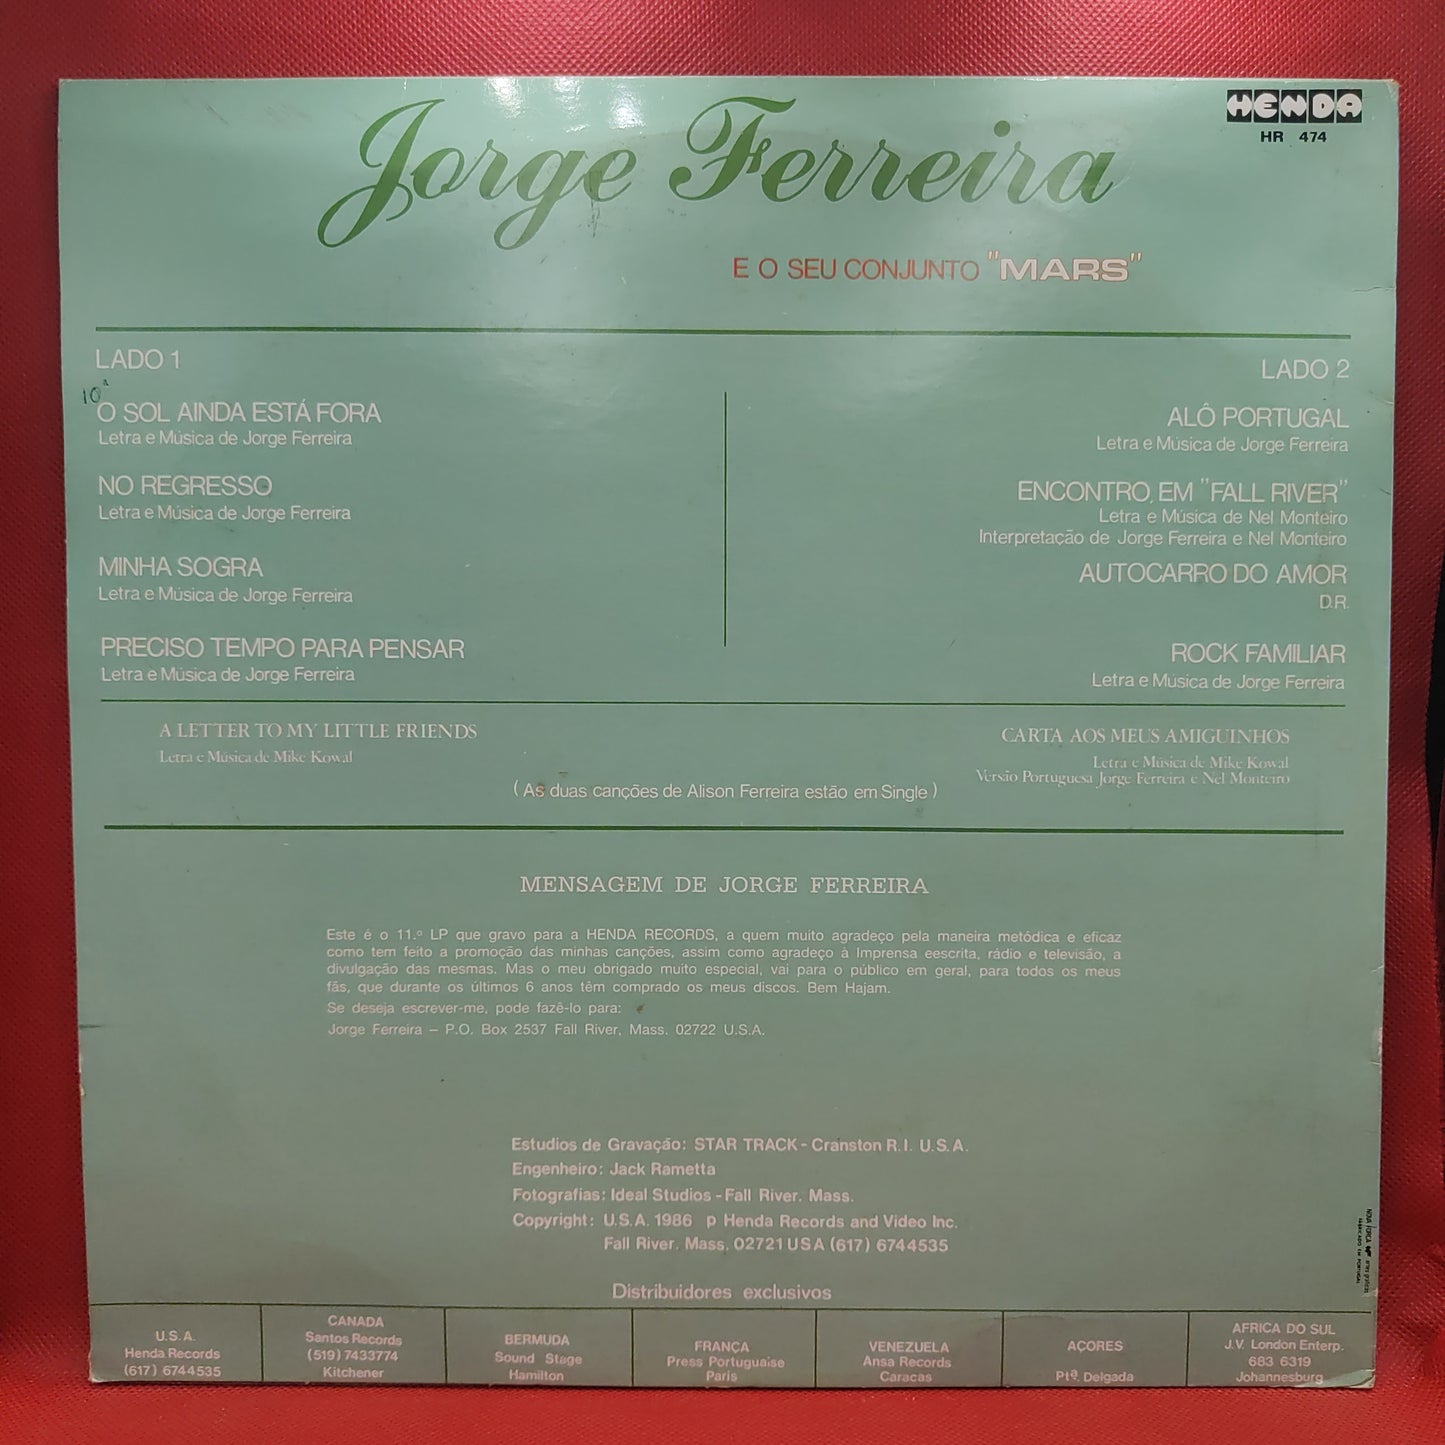 Jorge Ferreira
HENDA
HR 474
E O SEU CONJUNTO "MARS"
LADO 1
10ª
O SOL AINDA ESTÁ FORA
Letra e Música de Jorge Ferreira
NO REGRESSO
Letra e Música de Jorge Ferreira
MINHA SOGRA
Letra e Música de Jorge Ferreira
PRECISO TEMPO PARA PENSAR
Letra e Música de Jorge Ferreira
LADO 2
ALÔ PORTUGAL
Letra e Música de Jorge Ferreira
ENCONTRO, EM "FALL RIVER"
Letra e Música de Nel Monteiro
Interpretação de Jorge Ferreira e Nel Monteiro
AUTOCARRO DO AMOR
D.R.
ROCK FAMILIAR
Letra e Musica de Jorge Ferreira
A LETTER TO MY LITTLE FRIENDS
Letra e Música de Mike Kowal
CARTA AOS MEUS AMIGUINHOS
Letra e Música de Mike Kowal
Versão Portuguesa Jorge Ferreira e Nel Monteiro
( As duas canções de Alison Ferreira estão em Single )
MENSAGEM DE JORGE FERREIRA
Este é o 11.º LP que gravo para a HENDA RECORDS, a quem muito agradeço pela maneira metódica e eficaz
como tem feito a promoção das minhas canções, assim como agradeço à Imprensa eescrita, rádio e televisão, a
divulgação das mesmas. Mas o meu obrigado muito especial, vai para o público em geral, para todos os meus
fãs, que durante os últimos 6 anos têm comprado os meus discos. Bem Hajam.
Se deseja escrever-me, pode fazê-lo para:
Jorge Ferreira – P.O. Box 2537 Fall River, Mass. 02722 U.S.A.
Estudios de Gravação: STAR TRACK - Cranston R.I. U.S.A.
Engenheiro: Jack Rametta
Fotografias: Ideal Studios - Fall River. Mass.
Copyright: U.S.A. 1986 p Henda Records and Video Inc.
Fall River. Mass. 02721 USA (617) 6744535
NOVA FORÇA artes gráficas
FABRICADO EM PORTUGAL
Distribuidores exclusivos
U.S.A.
Henda Records
(617) 6744535
CANADA
Santos Records
(519) 7433774
Kitchener
BERMUDA
Sound Stage
Hamilton
FRANÇA
Press Portuguaise
Paris
VENEZUELA
Ansa Records
Caracas
AÇORES
Ptª. Delgada
AFRICA DO SUL
J.V. London Enterp.
683 6319
Johannesburg